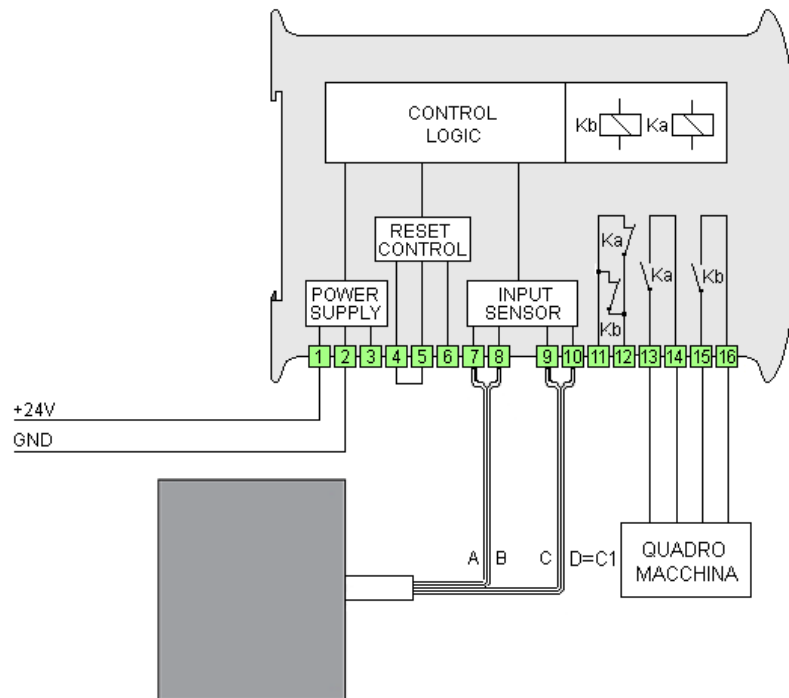 CONTROL
LOGIC
Kb
Ka
RESET
CONTROL
POWER
SUPPLY
INPUT
SENSOR
Ka
Kb
Ka
Kb
1 2 3 4 5 6 7 8 9 10 11 12 13 14 15 16
+24V
GND
A B C D=C1
QUADRO
MACCHINA